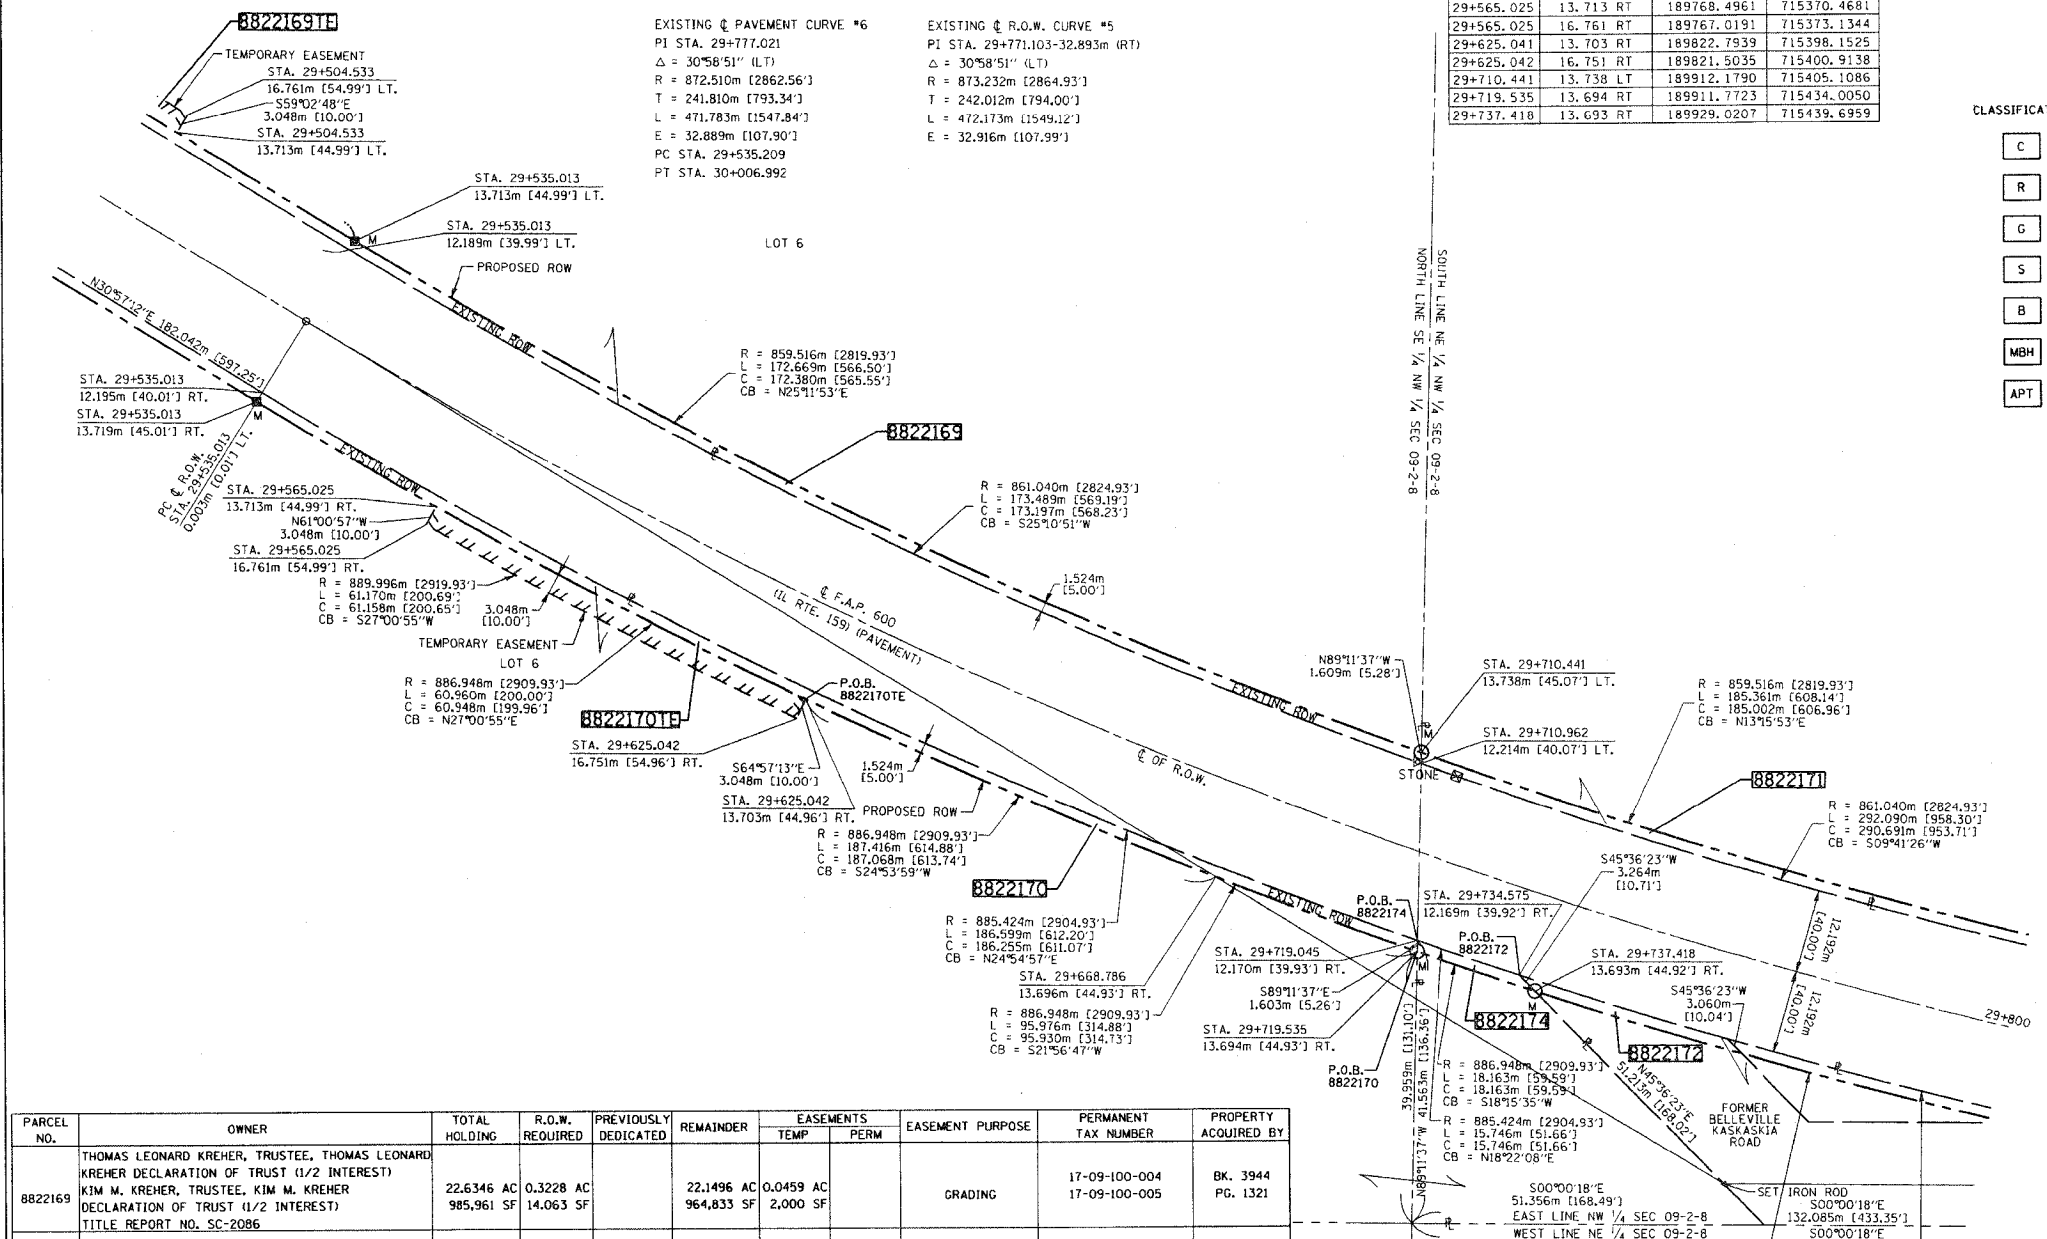 8822169TE
TEMPORARY EASEMENT
STA. 29+504.533
16.761m [54.99'] LT.
S59°02'48"E
3.048m [10.00']
STA. 29+504.533
13.713m [44.99'] LT.
EXISTING ℄ PAVEMENT CURVE #6
PI STA. 29+777.021
△ = 30°58'51" (LT)
R = 872.510m [2862.56']
T = 241.810m [793.34']
L = 471.783m [1547.84']
E = 32.889m [107.90']
PC STA. 29+535.209
PT STA. 30+006.992
EXISTING ℄ R.O.W. CURVE #5
PI STA. 29+771.103-32.893m (RT)
△ = 30°58'51" (LT)
R = 873.232m [2864.93']
T = 242.012m [794.00']
L = 472.173m [1549.12']
E = 32.916m [107.99']
29+565.025 13.713 RT 189768.4961 715370.4681
29+565.025 16.761 RT 189767.0191 715373.1344
29+625.041 13.703 RT 189822.7939 715398.1525
29+625.042 16.751 RT 189821.5035 715400.9138
29+710.441 13.738 LT 189912.1790 715405.1086
29+719.535 13.694 RT 189911.7723 715434.0050
29+737.418 13.693 RT 189929.0207 715439.6959
CLASSIFICA
C
R
G
S
B
MBH
APT
STA. 29+535.013
13.713m [44.99'] LT.
STA. 29+535.013
12.189m [39.99'] LT.
M
PROPOSED ROW
LOT 6
EXISTING ROW
SOUTH LINE NE 1/4 NW 1/4 SEC 09-2-8
NORTH LINE SE 1/4 NW 1/4 SEC 09-2-8
N30°57'12"E 182.042m [597.25']
STA. 29+535.013
12.195m [40.01'] RT.
STA. 29+535.013
13.719m [45.01'] RT.
M
PC ℄ R.O.W.
STA. 29+535.013
0.003m [0.01'] LT.
EXISTING ROW
R = 859.516m [2819.93']
L = 172.669m [566.50']
C = 172.380m [565.55']
CB = N25°11'53"E
8822169
R = 861.040m [2824.93']
L = 173.489m [569.19']
C = 173.197m [568.23']
CB = S25°10'51"W
STA. 29+565.025
13.713m [44.99'] RT.
N61°00'57"W
3.048m [10.00']
STA. 29+565.025
16.761m [54.99'] RT.
R = 889.996m [2919.93']
L = 61.170m [200.69']
C = 61.158m [200.65']
CB = S27°00'55"W
3.048m
[10.00']
TEMPORARY EASEMENT
LOT 6
R = 886.948m [2909.93']
L = 60.960m [200.00']
C = 60.948m [199.96']
CB = N27°00'55"E
8822170TE
P.O.B.
8822170TE
℄ F.A.P. 600
(IL RTE. 159) (PAVEMENT)
1.524m
[5.00']
STA. 29+625.042
16.751m [54.96'] RT.
S64°57'13"E
3.048m [10.00']
STA. 29+625.042
13.703m [44.96'] RT.
1.524m
[5.00']
PROPOSED ROW
℄ OF R.O.W.
EXISTING ROW
N89°11'37"W
1.609m [5.28']
STA. 29+710.441
13.738m [45.07'] LT.
M
STA. 29+710.962
12.214m [40.07'] LT.
STONE
R = 859.516m [2819.93']
L = 185.361m [608.14']
C = 185.002m [606.96']
CB = N13°15'53"E
8822171
R = 861.040m [2824.93']
L = 292.090m [958.30']
C = 290.691m [953.71']
CB = S09°41'26"W
R = 886.948m [2909.93']
L = 187.416m [614.88']
C = 187.068m [613.74']
CB = S24°53'59"W
8822170
R = 885.424m [2904.93']
L = 186.599m [612.20']
C = 186.255m [611.07']
CB = N24°54'57"E
STA. 29+668.786
13.696m [44.93'] RT.
R = 886.948m [2909.93']
L = 95.976m [314.88']
C = 95.930m [314.73']
CB = S21°56'47"W
EXISTING ROW
P.O.B.
8822174
STA. 29+734.575
12.169m [39.92'] RT.
S45°36'23"W
3.264m
[10.71']
P.O.B.
8822172
STA. 29+719.045
12.170m [39.93'] RT.
S89°11'37"E
1.603m [5.26']
STA. 29+719.535
13.694m [44.93'] RT.
M
STA. 29+737.418
13.693m [44.92'] RT.
M
S45°36'23"W
3.060m
[10.04']
12.192m
[40.00']
12.192m
[40.00']
29+800
8822174
8822172
P.O.B.
8822170
39.959m [131.10']
N89°11'37"W 41.563m [136.36']
R = 886.948m [2909.93']
L = 18.163m [59.59']
C = 18.163m [59.59']
CB = S18°15'35"W
R = 885.424m [2904.93']
L = 15.746m [51.66']
C = 15.746m [51.66']
CB = N18°22'08"E
N45°36'23"E
51.213m [168.02']
FORMER
BELLEVILLE
KASKASKIA
ROAD
S00°00'18"E
51.356m [168.49']
EAST LINE NW 1/4 SEC 09-2-8
WEST LINE NE 1/4 SEC 09-2-8
SET IRON ROD
S00°00'18"E
132.085m [433.35']
S00°00'18"E
PARCEL NO. OWNER TOTAL HOLDING R.O.W. REQUIRED PREVIOUSLY DEDICATED REMAINDER EASEMENTS TEMP PERM EASEMENT PURPOSE PERMANENT TAX NUMBER PROPERTY ACQUIRED BY
THOMAS LEONARD KREHER, TRUSTEE, THOMAS LEONARD
KREHER DECLARATION OF TRUST (1/2 INTEREST)
8822169 KIM M. KREHER, TRUSTEE, KIM M. KREHER 22.6346 AC 0.3228 AC 22.1496 AC 0.0459 AC GRADING 17-09-100-004 BK. 3944
DECLARATION OF TRUST (1/2 INTEREST) 985,961 SF 14.063 SF 964,833 SF 2,000 SF 17-09-100-005 PG. 1321
TITLE REPORT NO. SC-2086